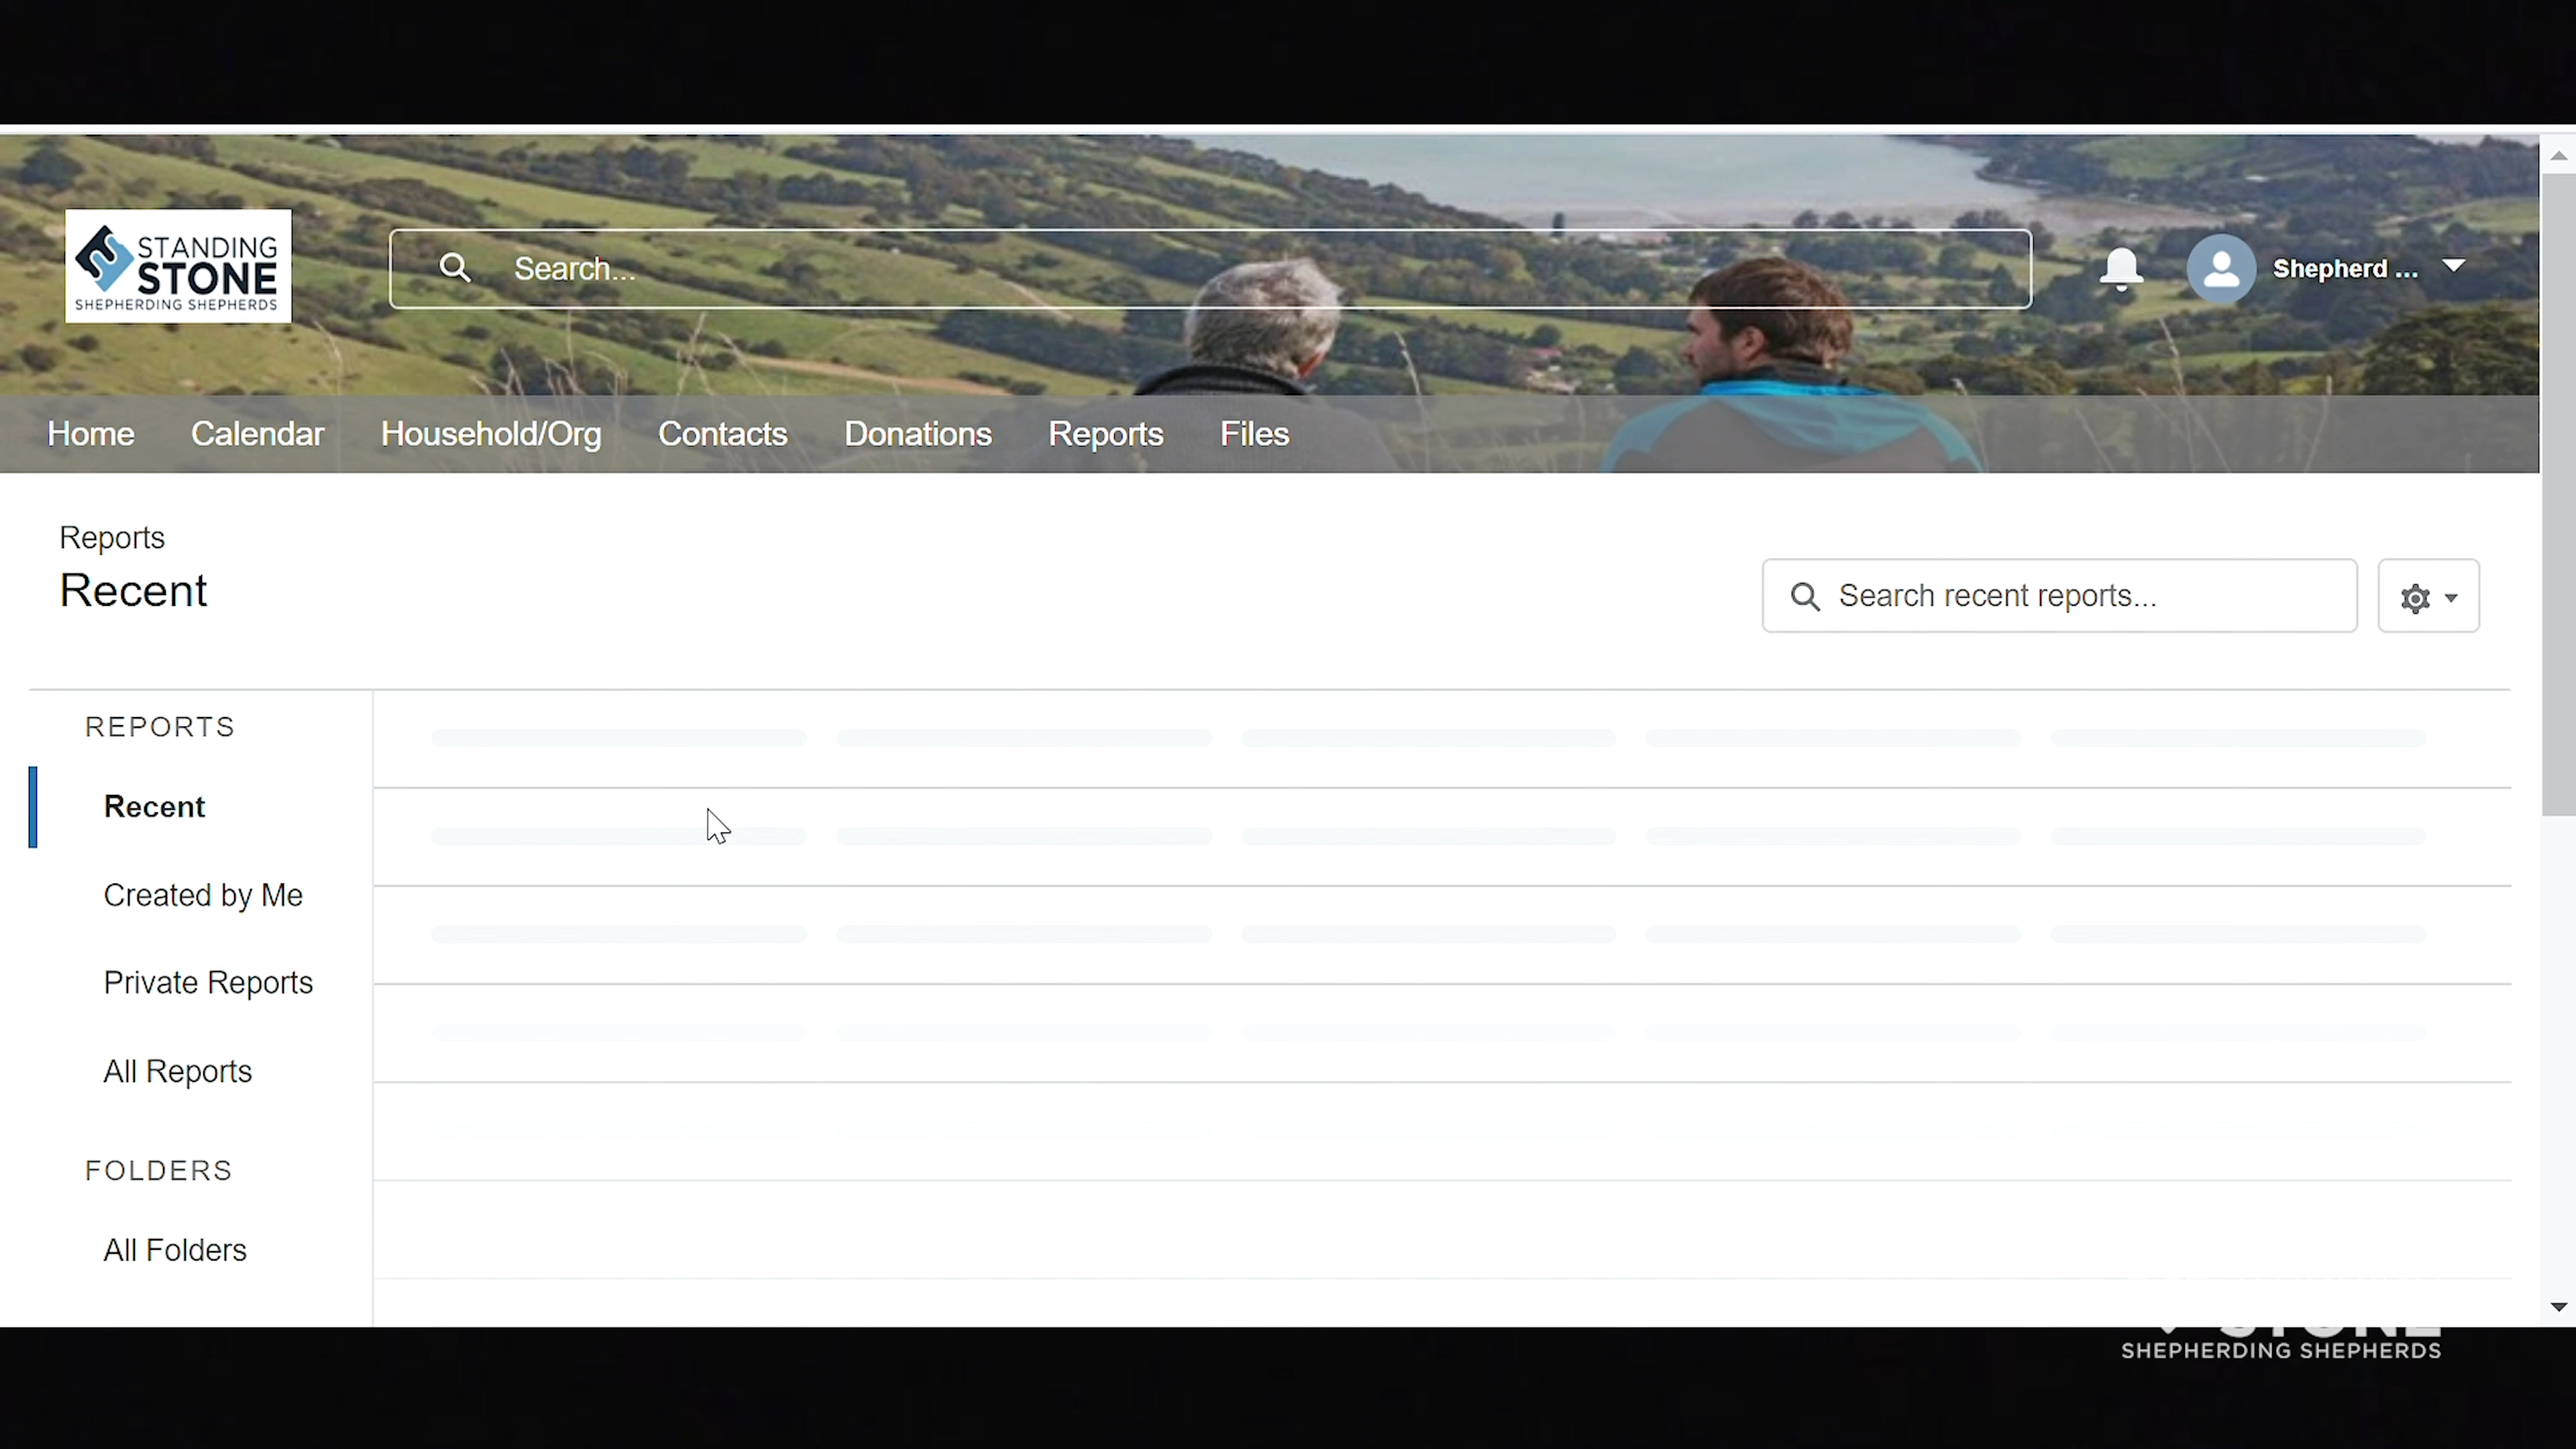 STANDING
STONE
SHEPHERDING SHEPHERDS
Search...
Shepherd ...
Home Calendar Household/Org Contacts Donations Reports Files
Reports
Recent
Search recent reports...
REPORTS
Recent
Created by Me
Private Reports
All Reports
FOLDERS
All Folders
STONE
SHEPHERDING SHEPHERDS